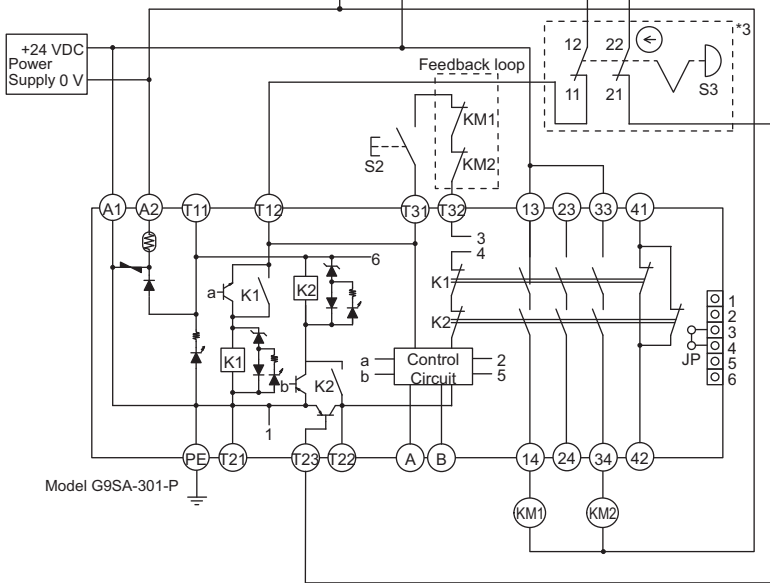 +24 VDC
Power
Supply 0 V
Feedback loop
12
22
*3
11
21
S3
KM1
KM2
S2
A1
A2
T11
T12
T31
T32
13
23
33
41
3
4
6
a
K1
K2
K1
K2
K1
b
K2
1
a
b
Control
Circuit
2
5
JP
1
2
3
4
5
6
PE
T21
T23
T22
A
B
14
24
34
42
Model G9SA-301-P
KM1
KM2